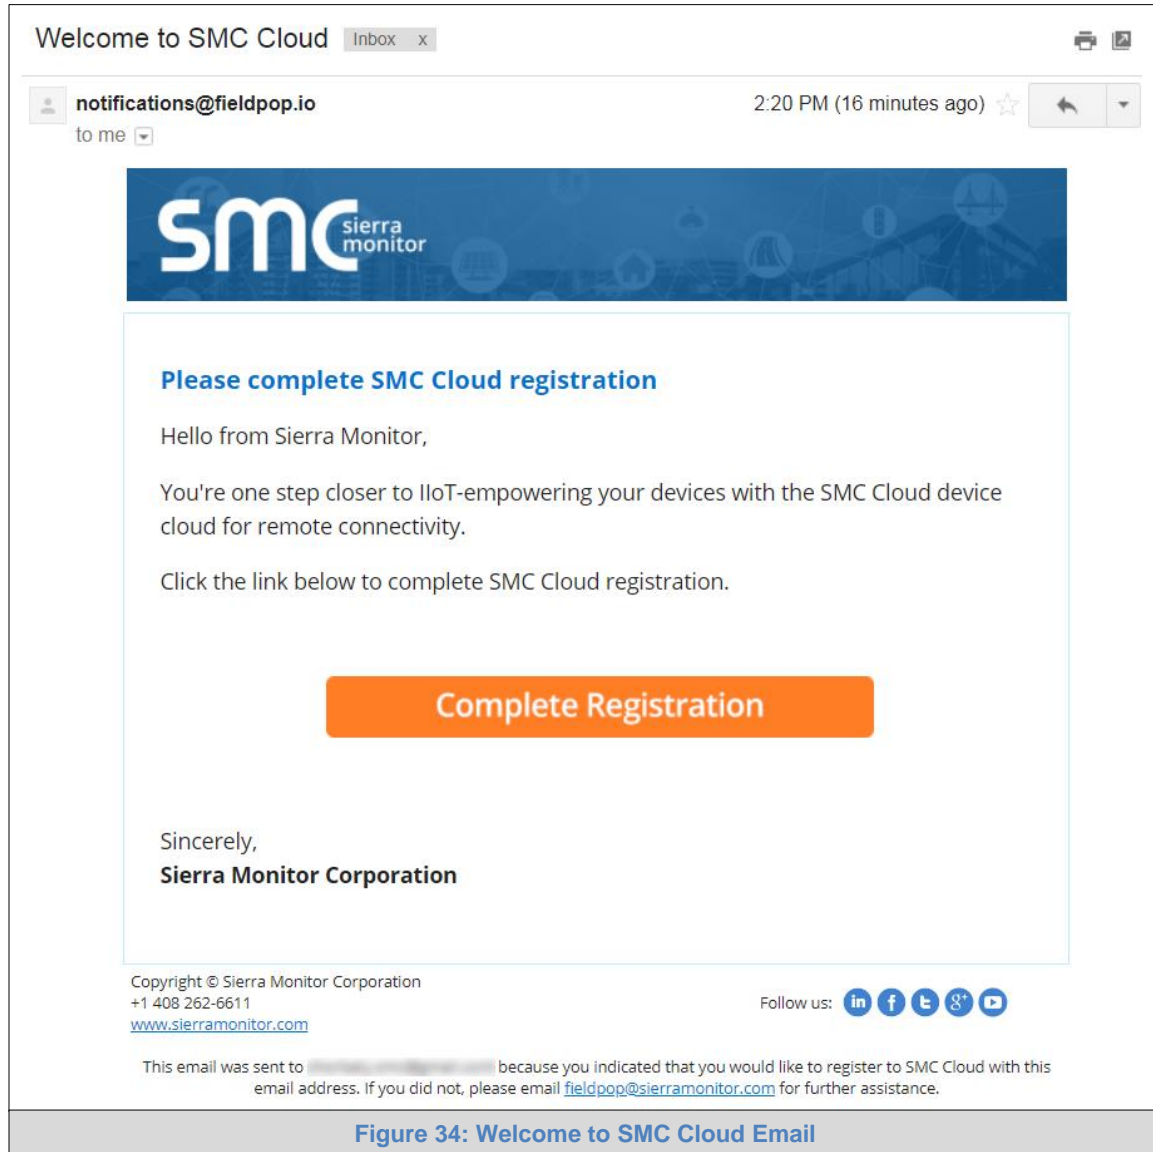 Welcome to SMC Cloud Inbox x
notifications@fieldpop.io 2:20 PM (16 minutes ago)
to me
smc sierra
monitor
Please complete SMC Cloud registration
Hello from Sierra Monitor,
You're one step closer to IIoT-empowering your devices with the SMC Cloud device
cloud for remote connectivity.
Click the link below to complete SMC Cloud registration.
Complete Registration
Sincerely,
Sierra Monitor Corporation
Copyright © Sierra Monitor Corporation
+1 408 262-6611
www.sierramonitor.com
Follow us: in f t g+
This email was sent to because you indicated that you would like to register to SMC Cloud with this
email address. If you did not, please email fieldpop@sierramonitor.com for further assistance.
Figure 34: Welcome to SMC Cloud Email